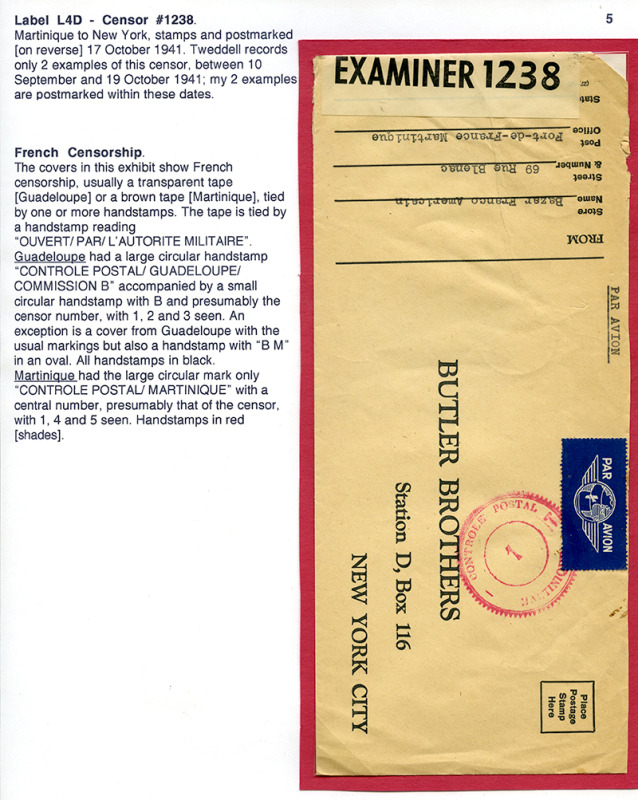 Label L4D - Censor #1238.
Martinique to New York, stamps and postmarked
[on reverse] 17 October 1941. Tweddell records
only 2 examples of this censor, between 10
September and 19 October 1941; my 2 examples
are postmarked within these dates.
French Censorship.
The covers in this exhibit show French
censorship, usually a transparent tape
[Guadeloupe] or a brown tape [Martinique], tied
by one or more handstamps. The tape is tied by
a handstamp reading
“OUVERT/ PAR/ L'AUTORITE MILITAIRE”.
Guadeloupe had a large circular handstamp
“CONTROLE POSTAL/ GUADELOUPE/
COMMISSION B” accompanied by a small
circular handstamp with B and presumably the
censor number, with 1, 2 and 3 seen. An
exception is a cover from Guadeloupe with the
usual markings but also a handstamp with “B M”
in an oval. All handstamps in black.
Martinique had the large circular mark only
“CONTROLE POSTAL/ MARTINIQUE” with a
central number, presumably that of the censor,
with 1, 4 and 5 seen. Handstamps in red
[shades].
5
EXAMINER 1238
FROM
Store Name Bazar Franco Americain
Street & Number 69 Rue Blenac
Post Office Fort-de-France Martinique
State
PAR AVION
BUTLER BROTHERS
Station D, Box 116
NEW YORK CITY
PAR AVION
CONTROLE POSTAL
1
Place
Postage
Stamp
Here